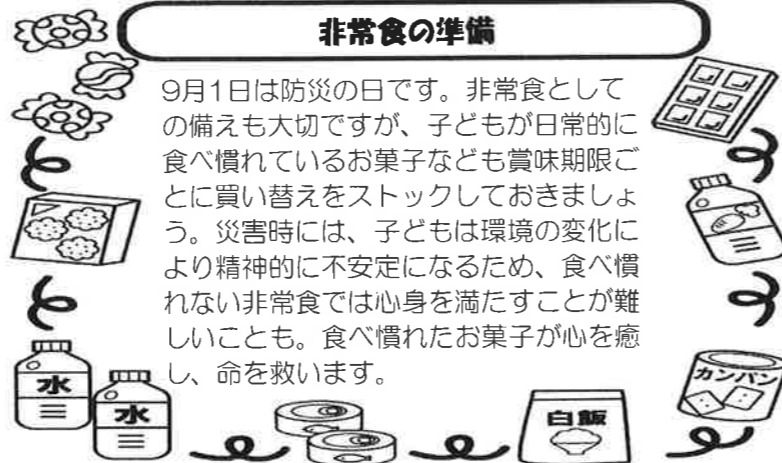 非常食の準備
9月1日は防災の日です。非常食として
の備えも大切ですが、子どもが日常的に
食べ慣れているお菓子なども賞味期限ご
とに買い替えをストックしておきましょ
う。災害時には、子どもは環境の変化に
より精神的に不安定になるため、食べ慣
れない非常食では心身を満たすことが難
しいことも。食べ慣れたお菓子が心を癒
し、命を救います。
カンパン
水
水
白飯